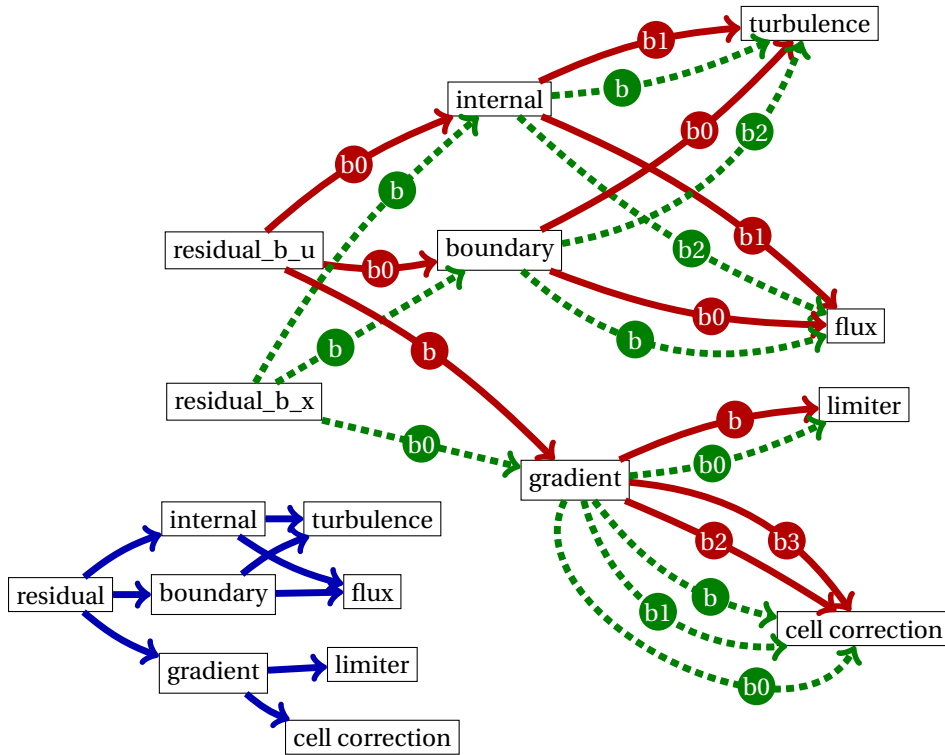 turbulence
b1
b
internal
b0
b2
b0
b
residual_b_u
boundary
b1
b2
b0
b0
flux
b
b
b
residual_b_x
limiter
b
b0
b0
gradient
internal
turbulence
b2
b3
residual
boundary
flux
b
b1
cell correction
gradient
limiter
b0
cell correction